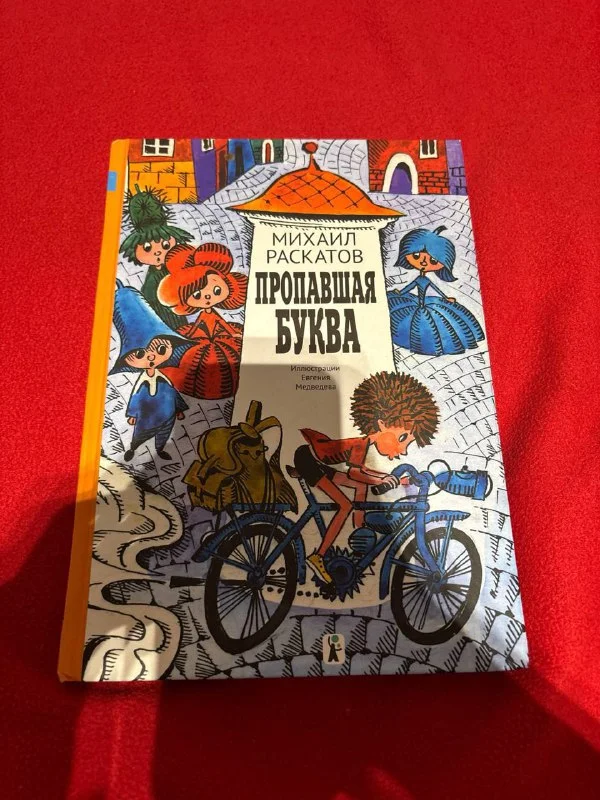 МИХАИЛ
РАСКАТОВ
ПРОПАВШАЯ
БУКВА
Иллюстрации
Евгения
Медведева